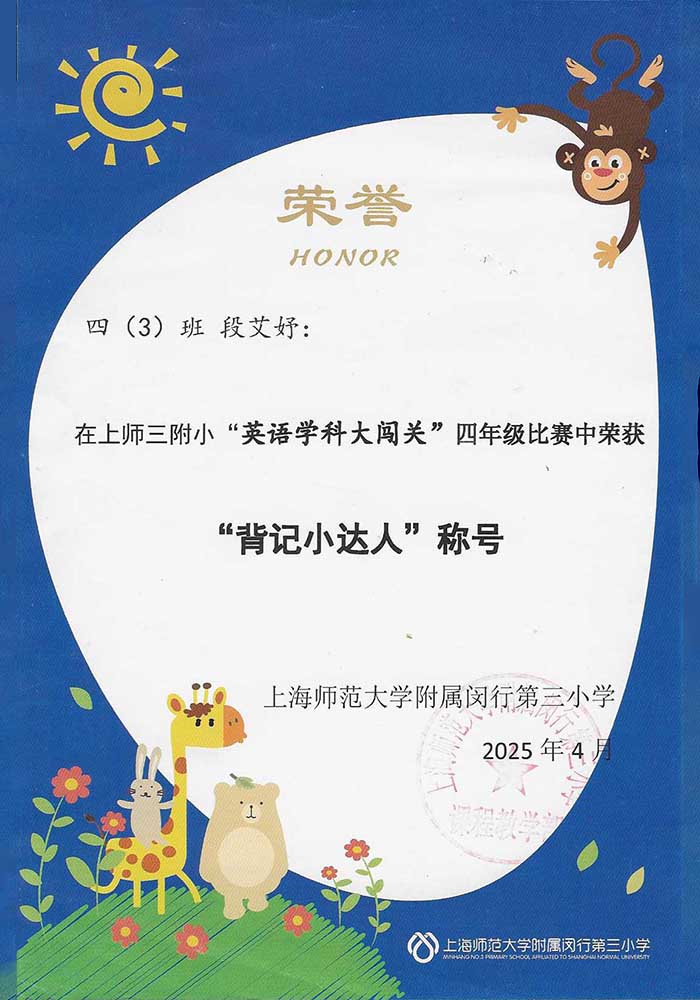 荣誉
HONOR
四（3）班 段艾妤：
在上师三附小“英语学科大闯关”四年级比赛中荣获
“背记小达人”称号
上海师范大学附属闵行第三小学
2025年4月
上海师范大学附属闵行第三小学
课程教学部
上海师范大学附属闵行第三小学
MINHANG NO.3 PRIMARY SCHOOL AFFILIATED TO SHANGHAI NORMAL UNIVERSITY